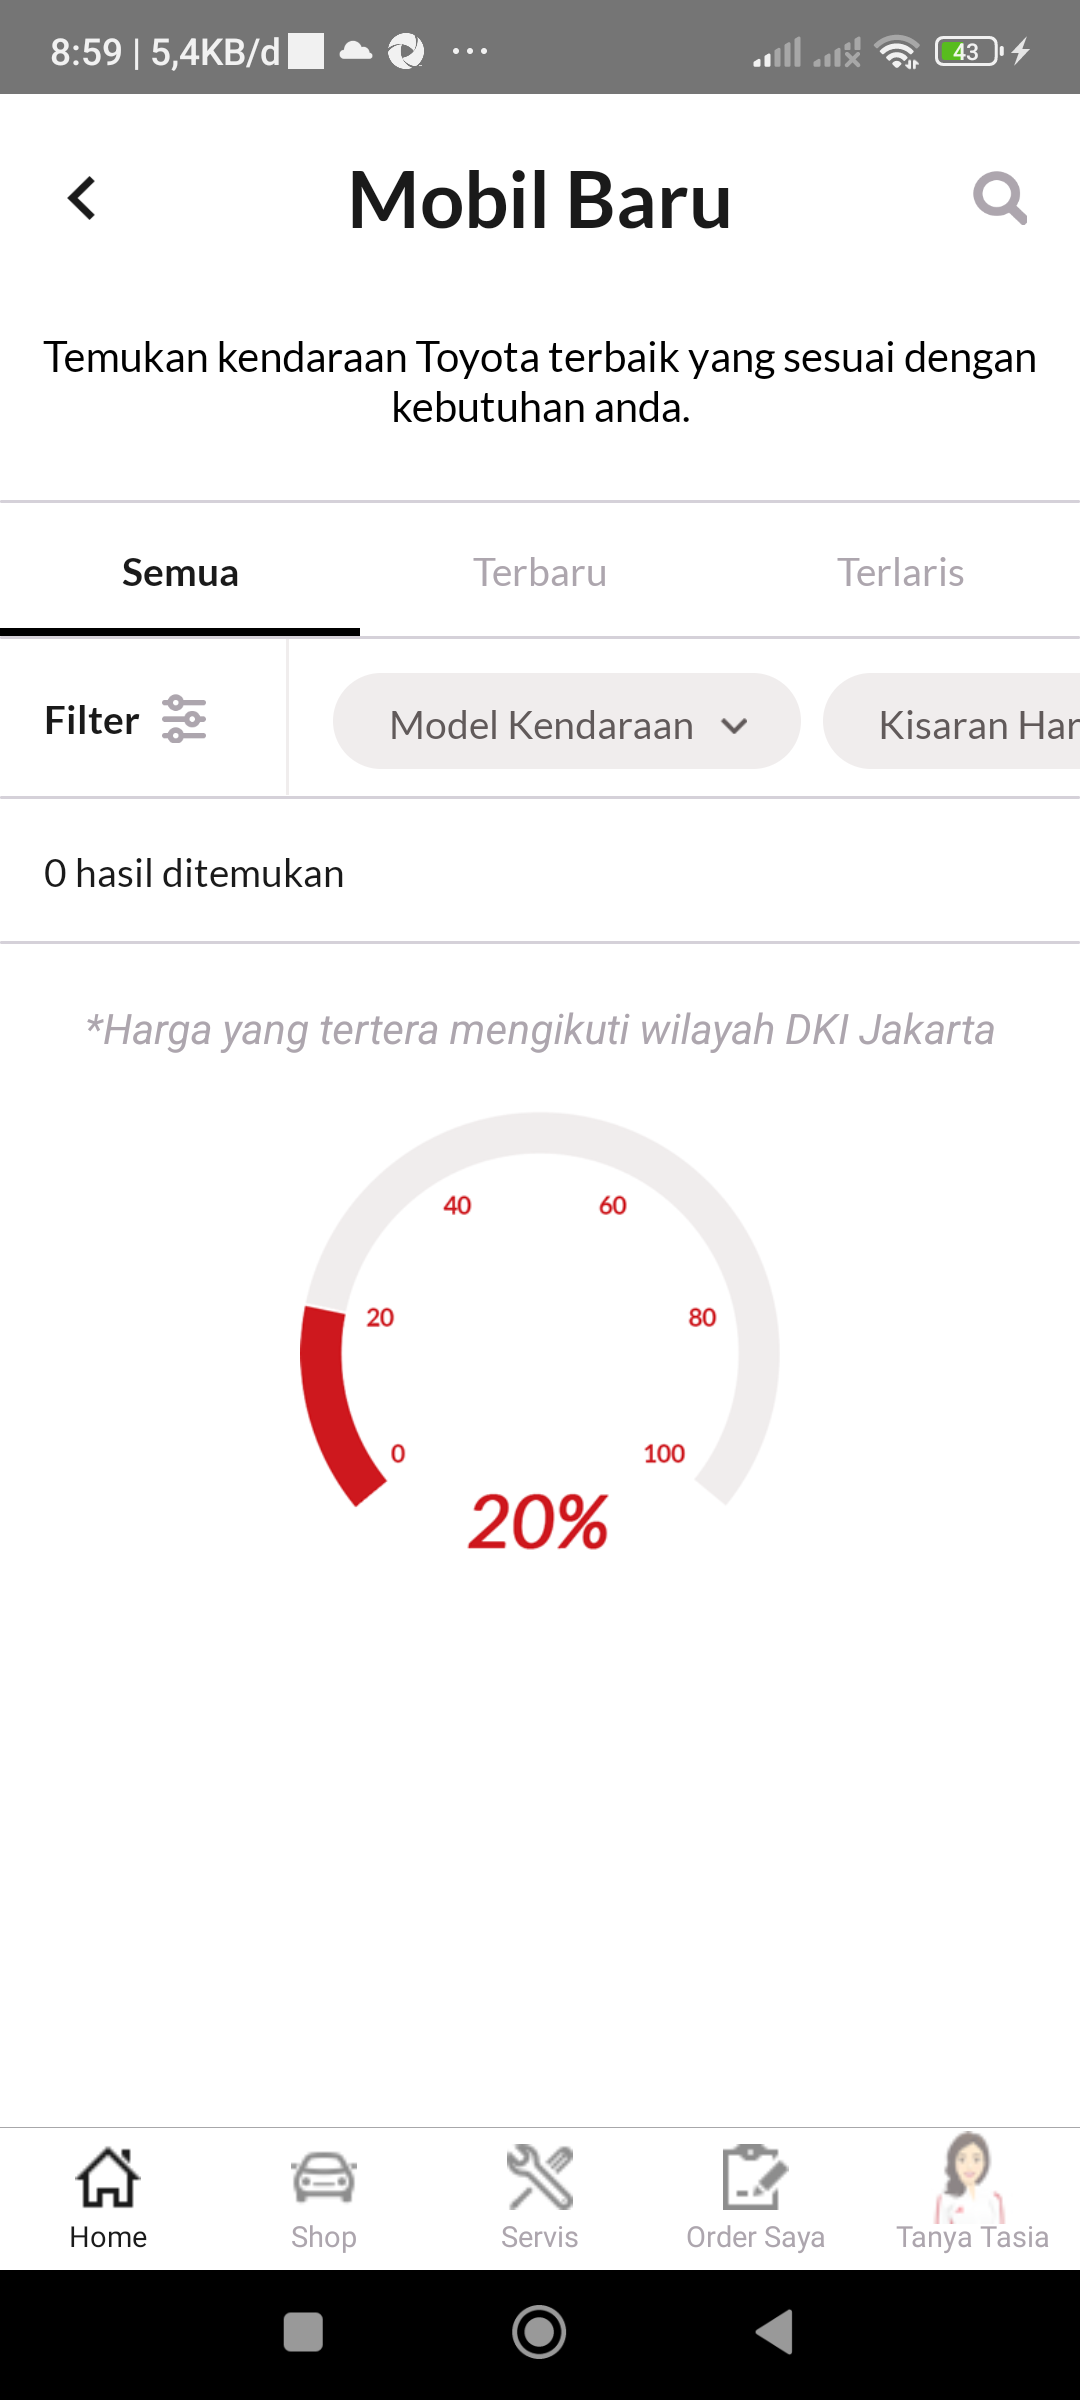 8:59 | 5,4KB/d
43
Mobil Baru
Temukan kendaraan Toyota terbaik yang sesuai dengan
kebutuhan anda.
Semua Terbaru Terlaris
Filter Model Kendaraan Kisaran Har
0 hasil ditemukan
*Harga yang tertera mengikuti wilayah DKI Jakarta
40 60
20 80
0 100
20%
Home Shop Servis Order Saya Tanya Tasia